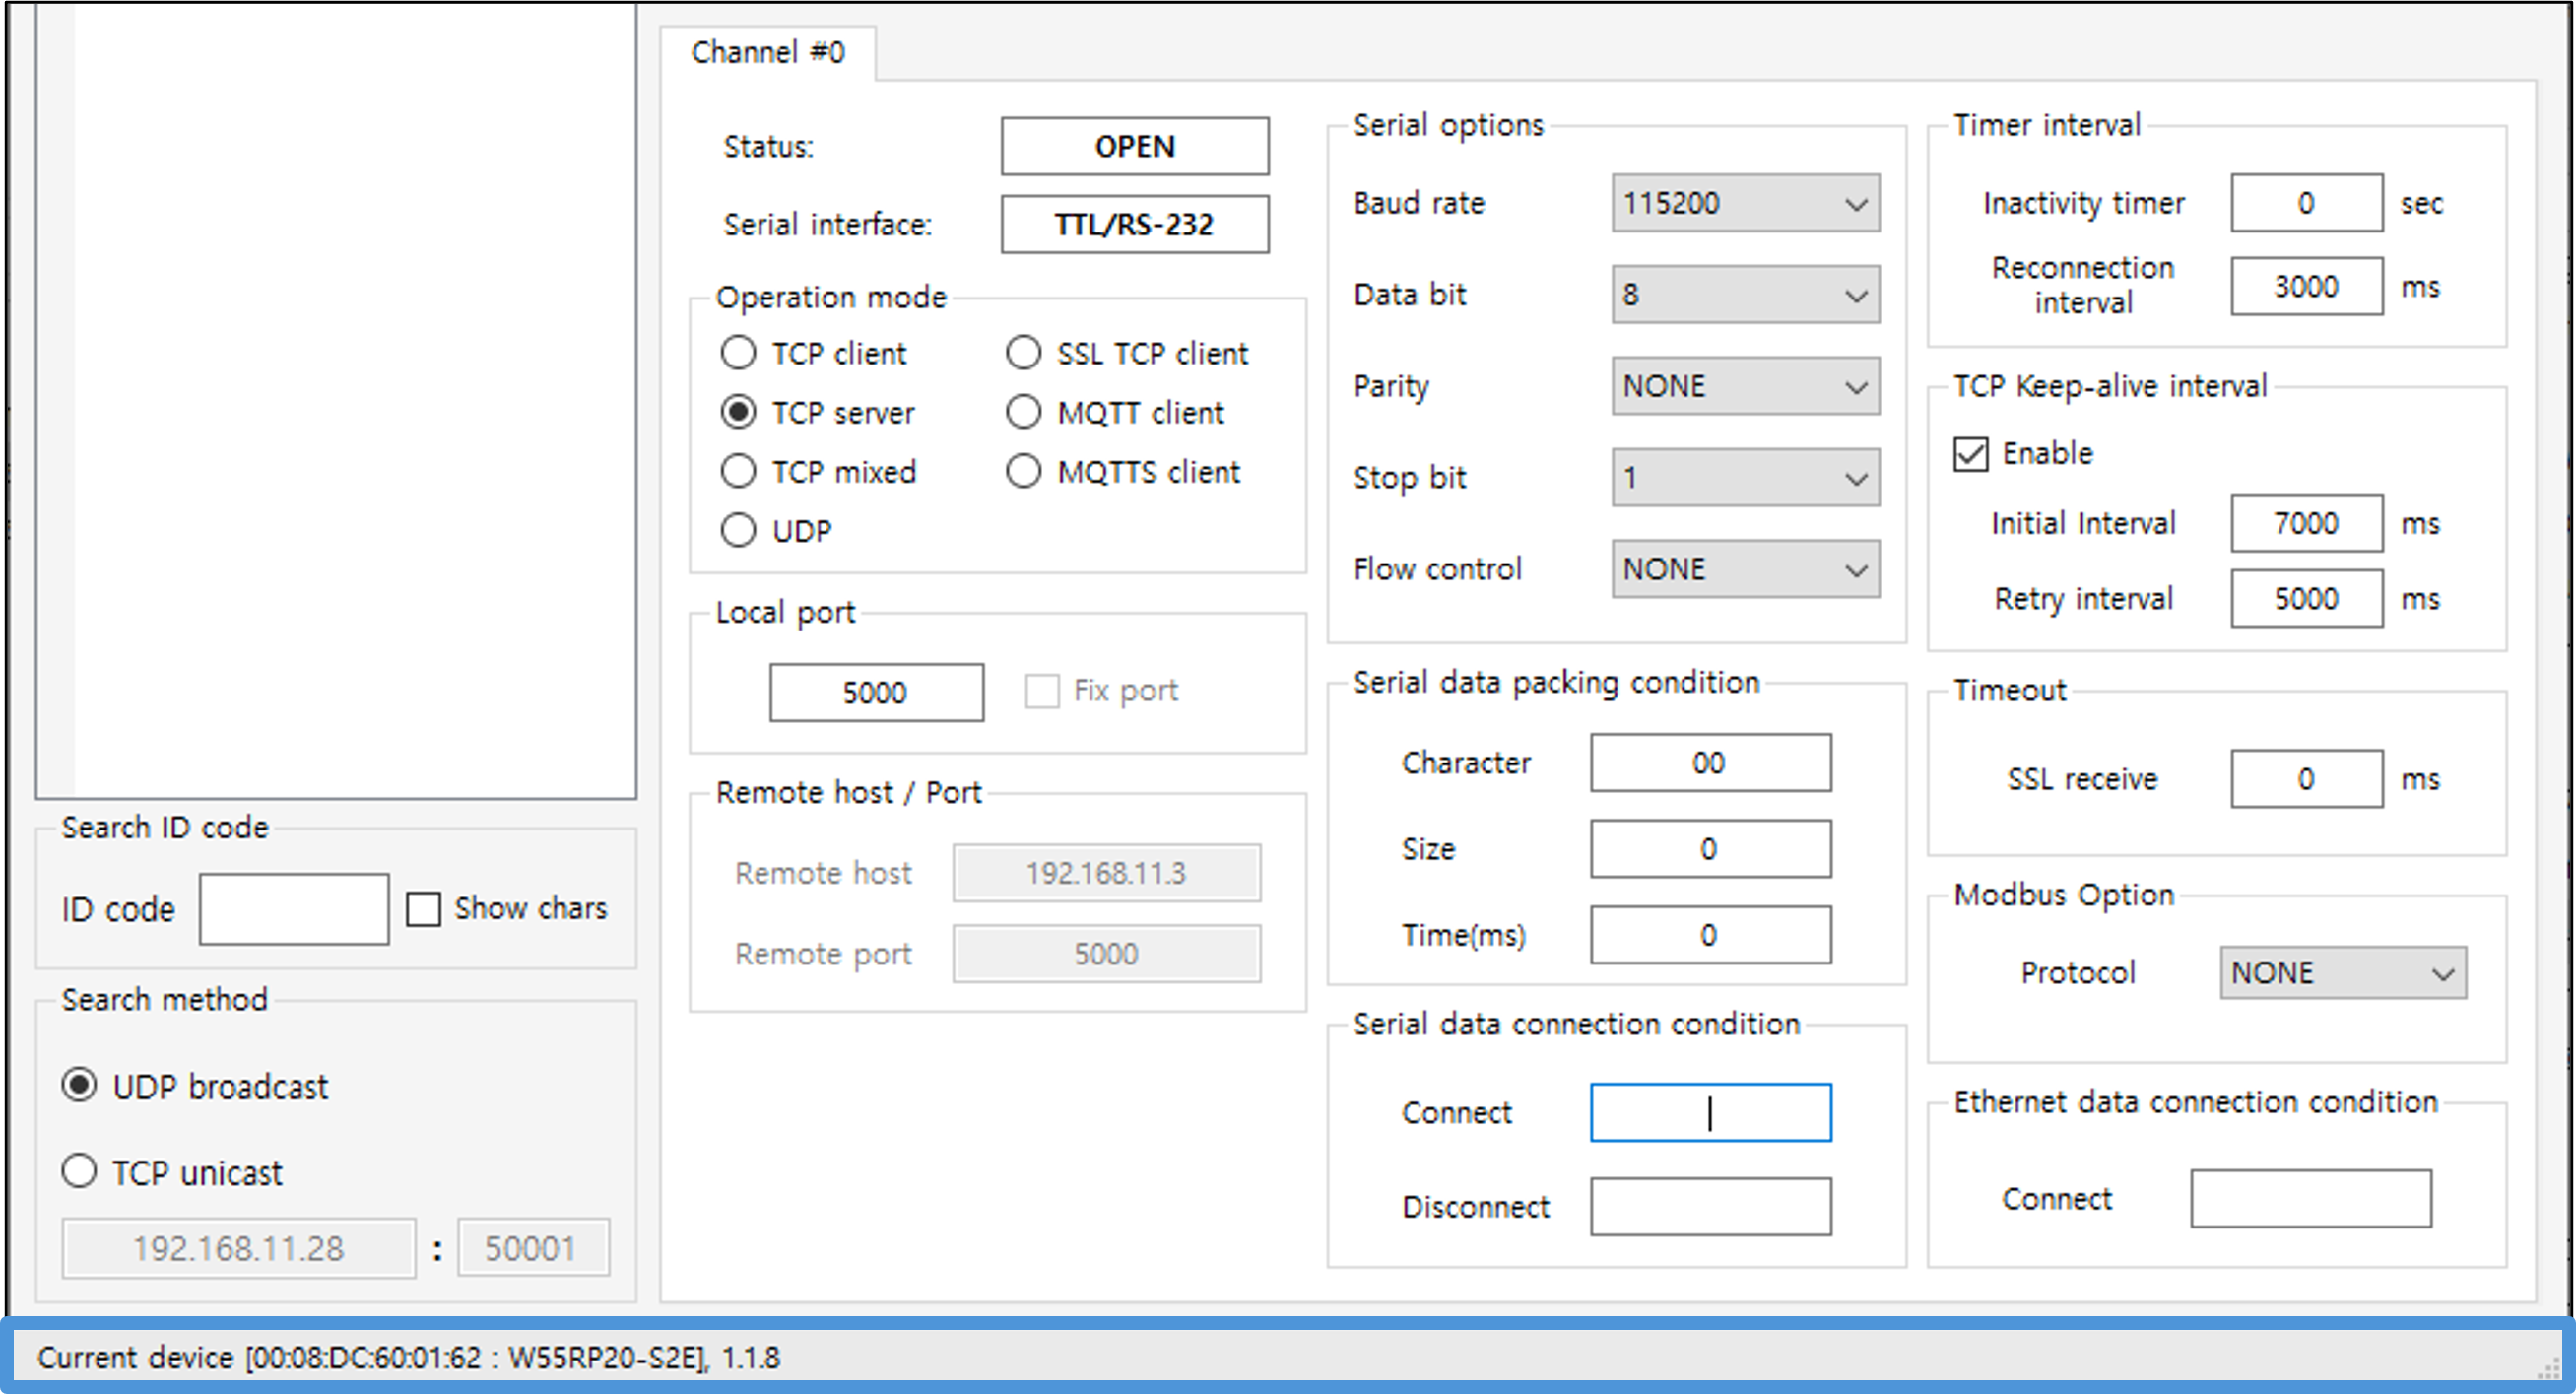 Channel #0
Status: OPEN
Serial interface: TTL/RS-232
Operation mode
TCP client SSL TCP client
TCP server MQTT client
TCP mixed MQTTS client
UDP
Local port
5000 Fix port
Remote host / Port
Remote host 192.168.11.3
Remote port 5000
Serial options
Baud rate 115200
Data bit 8
Parity NONE
Stop bit 1
Flow control NONE
Serial data packing condition
Character 00
Size 0
Time(ms) 0
Serial data connection condition
Connect
Disconnect
Timer interval
Inactivity timer 0 sec
Reconnection
interval 3000 ms
TCP Keep-alive interval
Enable
Initial Interval 7000 ms
Retry interval 5000 ms
Timeout
SSL receive 0 ms
Modbus Option
Protocol NONE
Ethernet data connection condition
Connect
Search ID code
ID code Show chars
Search method
UDP broadcast
TCP unicast
192.168.11.28 : 50001
Current device [00:08:DC:60:01:62 : W55RP20-S2E], 1.1.8